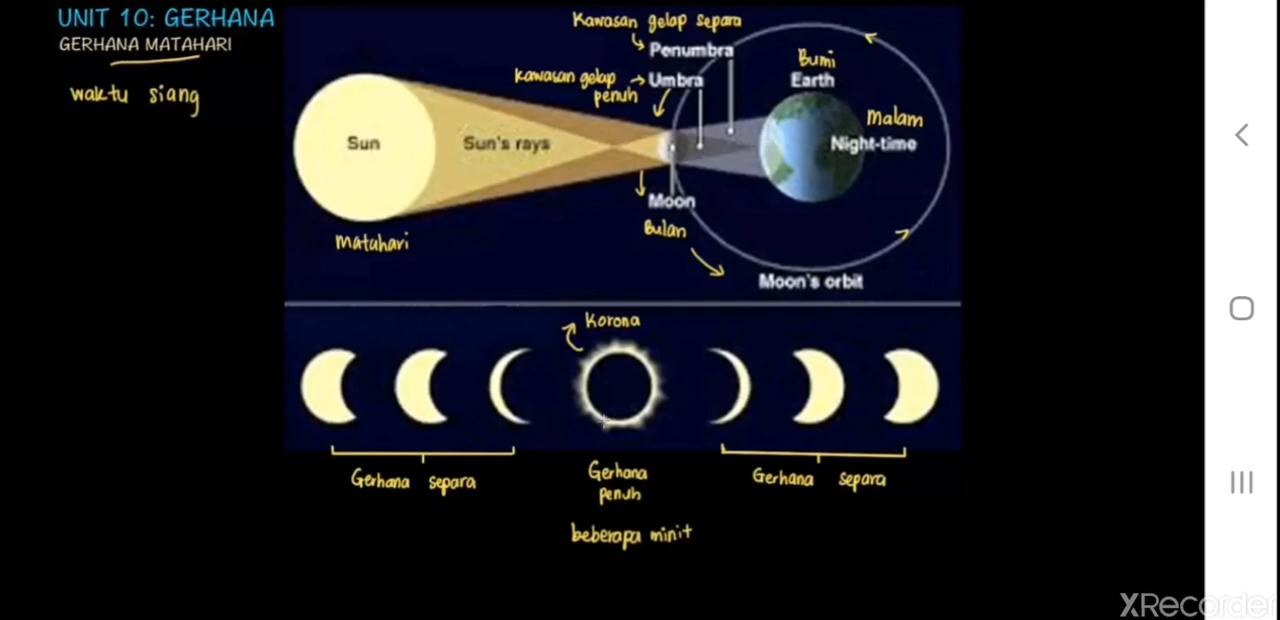 UNIT 10: GERHANA
GERHANA MATAHARI
waktu siang
Kawasan gelap separa
Penumbra
Kawasan gelap penuh
Umbra
Bumi
Earth
Malam
Night-time
Sun
Sun's rays
Moon
Bulan
Matahari
Moon's orbit
Korona
Gerhana separa
Gerhana
penuh
Gerhana separa
beberapa minit
XRecorder